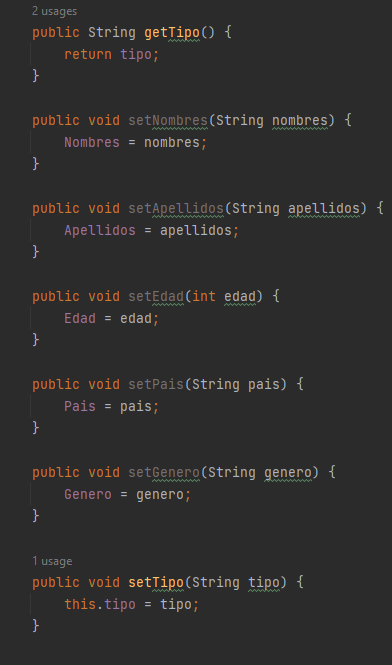 2 usages
public String getTipo() {
return tipo;
}
public void setNombres(String nombres) {
Nombres = nombres;
}
public void setApellidos(String apellidos) {
Apellidos = apellidos;
}
public void setEdad(int edad) {
Edad = edad;
}
public void setPais(String pais) {
Pais = pais;
}
public void setGenero(String genero) {
Genero = genero;
}
1 usage
public void setTipo(String tipo) {
this.tipo = tipo;
}